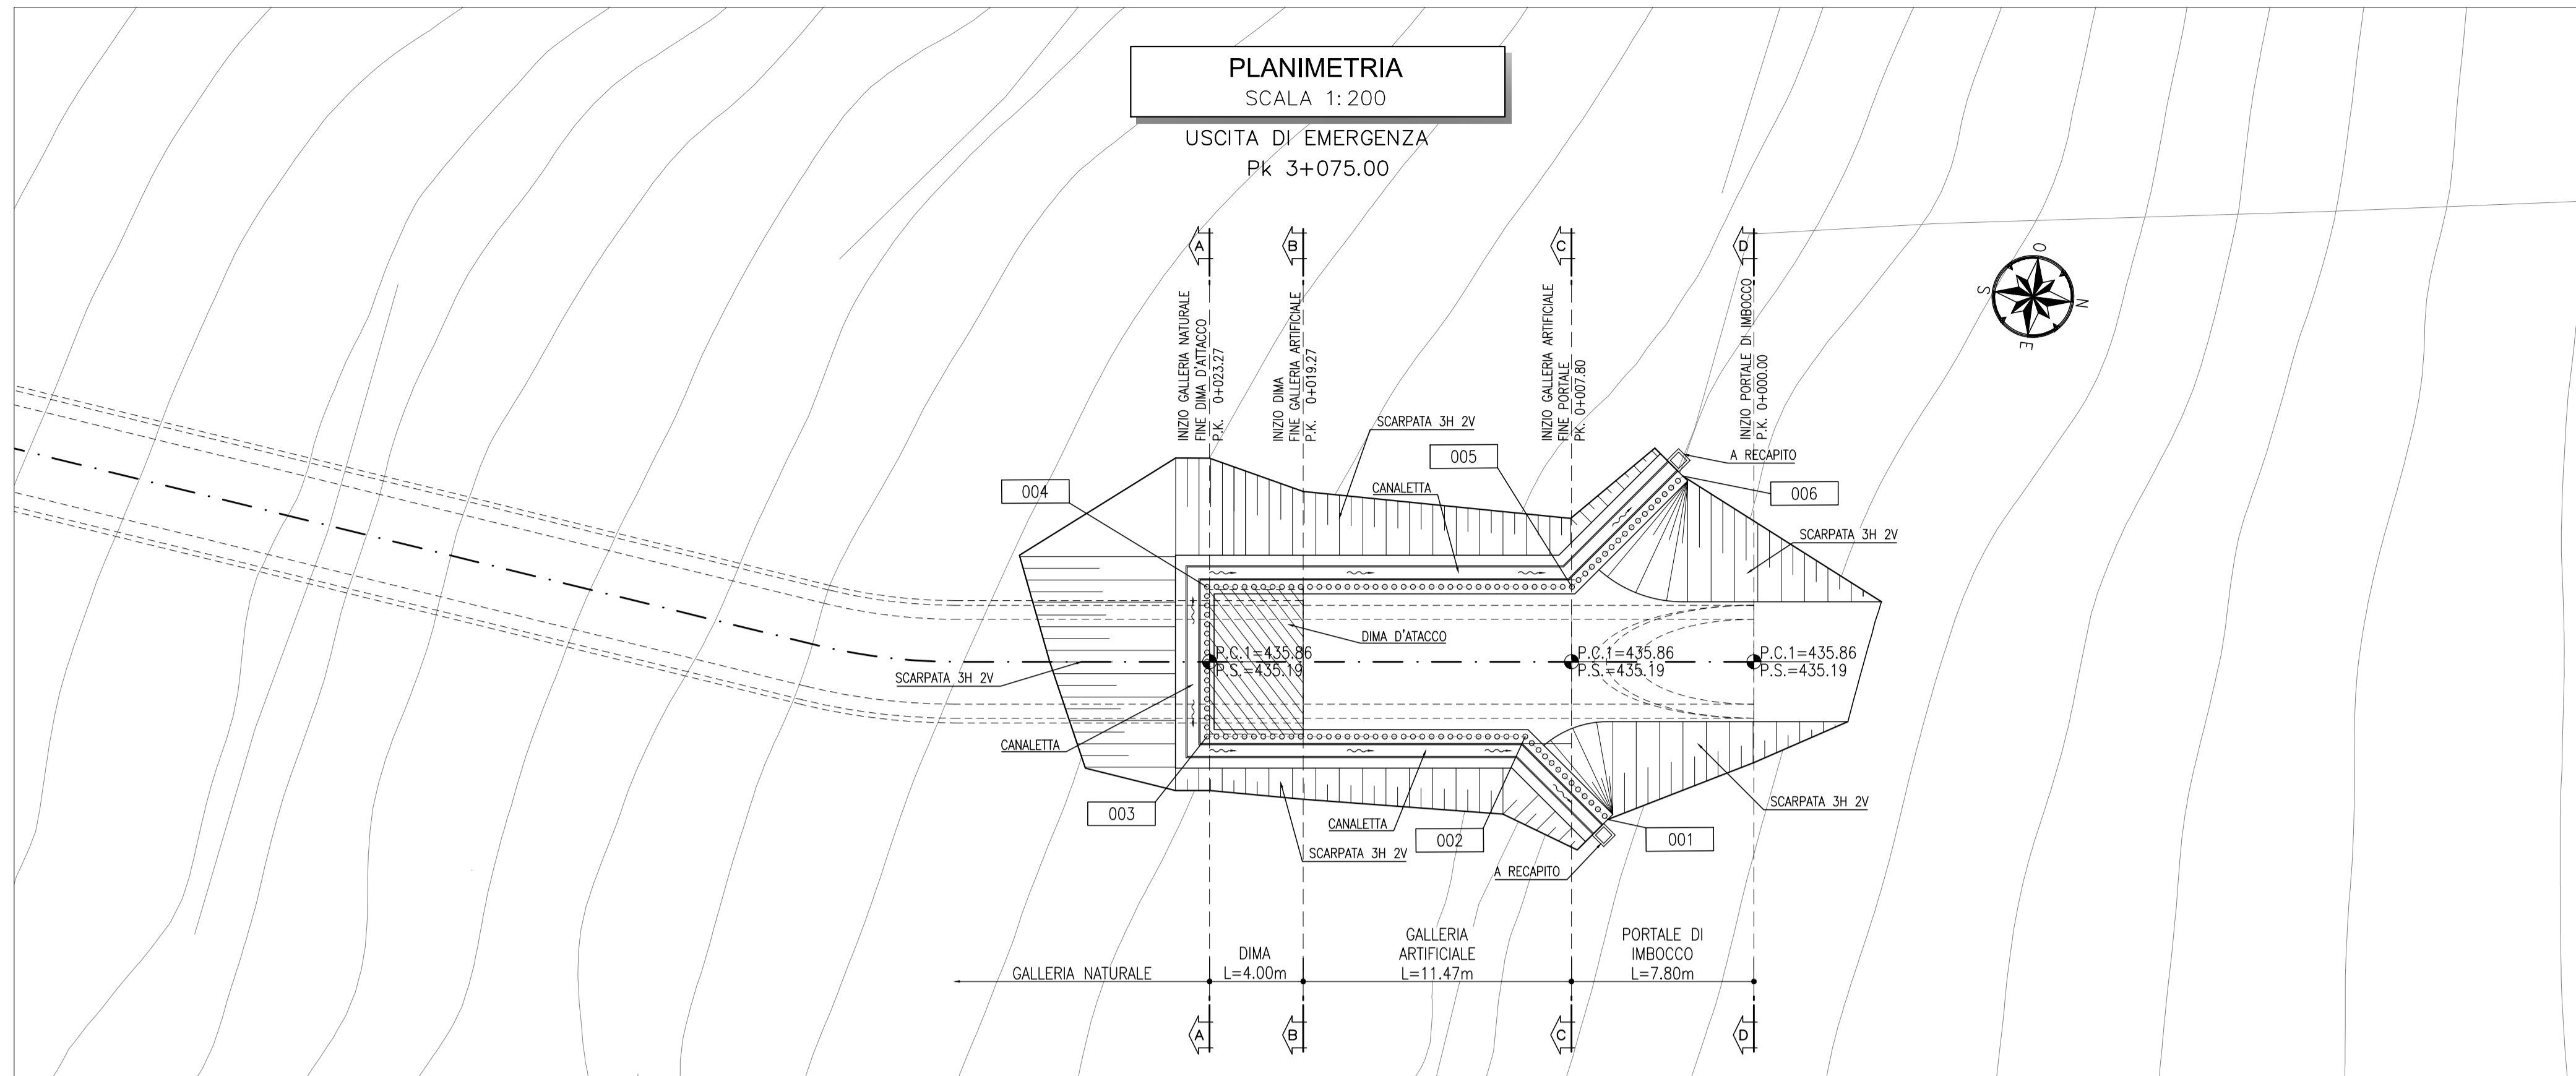 PLANIMETRIA
SCALA 1:200
USCITA DI EMERGENZA
Pk 3+075.00
A
B
C
D
INIZIO GALLERIA NATURALE
FINE DIMA D'ATTACCO
P.K. 0+023.27
INIZIO DIMA
FINE GALLERIA ARTIFICIALE
P.K. 0+019.27
INIZIO GALLERIA ARTIFICIALE
FINE PORTALE
PK. 0+007.80
INIZIO PORTALE DI IMBOCCO
P.K. 0+000.00
O
S
N
E
SCARPATA 3H 2V
005
A RECAPITO
004
CANALETTA
006
SCARPATA 3H 2V
DIMA D'ATACCO
P.C.1=435.86
P.S.=435.19
P.C.1=435.86
P.S.=435.19
P.C.1=435.86
P.S.=435.19
SCARPATA 3H 2V
CANALETTA
003
CANALETTA
002
001
SCARPATA 3H 2V
SCARPATA 3H 2V
A RECAPITO
GALLERIA NATURALE
DIMA
L=4.00m
GALLERIA
ARTIFICIALE
L=11.47m
PORTALE DI
IMBOCCO
L=7.80m
A
B
C
D